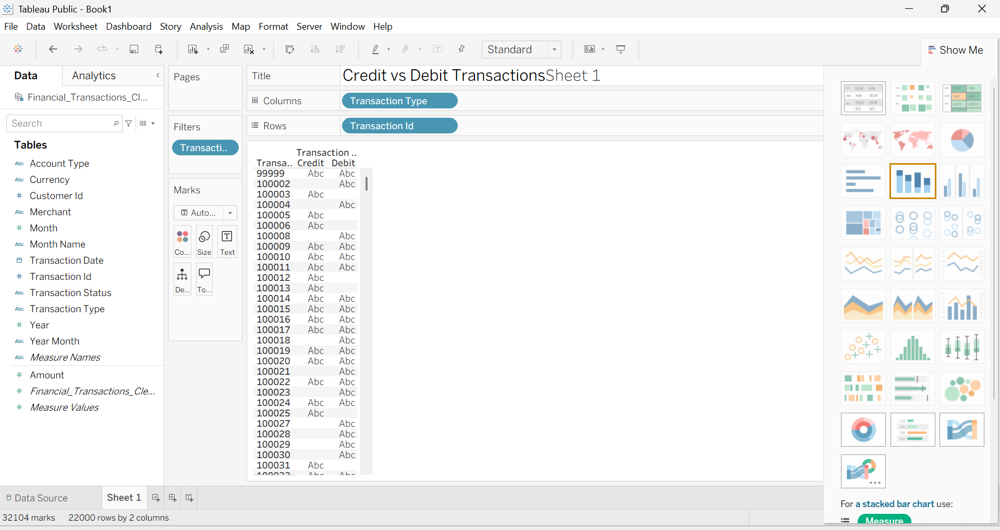 Tableau Public - Book1
File Data Worksheet Dashboard Story Analysis Map Format Server Window Help
Standard
Show Me
Data Analytics
Financial_Transactions_Cl...
Search
Tables
Abc Account Type
Abc Currency
# Customer Id
Abc Merchant
# Month
Abc Month Name
Transaction Date
# Transaction Id
Abc Transaction Status
Abc Transaction Type
# Year
Abc Year Month
Abc Measure Names
# Amount
# Financial_Transactions_Cle...
# Measure Values
Pages
Filters
Transacti..
Marks
Auto...
Co... Size Text
De... To...
Title Credit vs Debit TransactionsSheet 1
Columns Transaction Type
Rows Transaction Id
Transaction ..
Transa.. Credit Debit
99999 Abc Abc
100002 Abc
100003 Abc
100004 Abc
100005 Abc
100006 Abc
100008 Abc
100009 Abc Abc
100010 Abc Abc
100011 Abc Abc
100012 Abc
100013 Abc
100014 Abc Abc
100015 Abc Abc
100016 Abc Abc
100017 Abc Abc
100018 Abc
100019 Abc Abc
100020 Abc Abc
100021 Abc
100022 Abc Abc
100023 Abc
100024 Abc Abc
100025 Abc
100027 Abc
100028 Abc
100029 Abc
100030 Abc
100031 Abc
For a stacked bar chart use:
Measure
Data Source Sheet 1
32104 marks 22000 rows by 2 columns